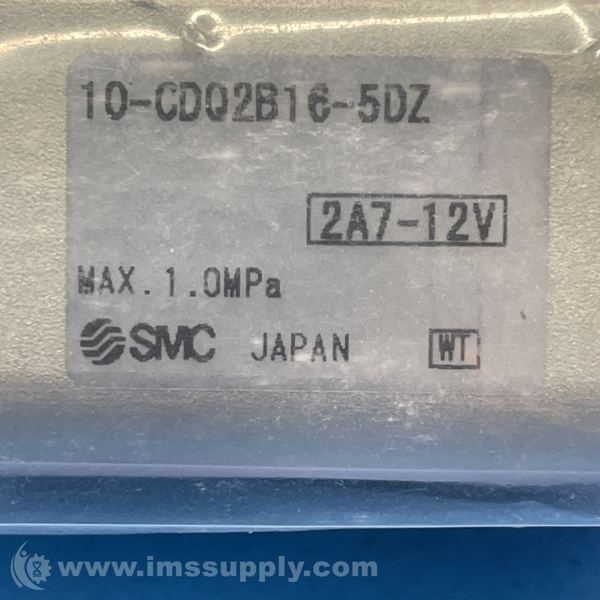 10-CDQ2B16-5DZ
2A7-12V
MAX.1.0MPa
SMC JAPAN WT
www.imssupply.com